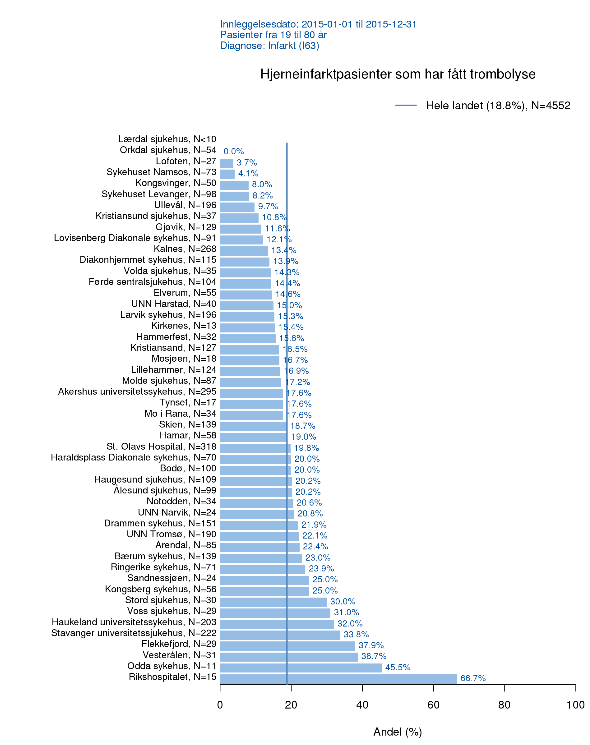 Innleggelsesdato: 2015-01-01 til 2015-12-31
Pasienter fra 19 til 80 år
Diagnose: Infarkt (I63)
Hjerneinfarktpasienter som har fått trombolyse
Hele landet (18.8%), N=4552
Lærdal sjukehus, N<10
Orkdal sjukehus, N=54 0.0%
Lofoten, N=27 3.7%
Sykehuset Namsos, N=73 4.1%
Kongsvinger, N=50 8.0%
Sykehuset Levanger, N=98 8.2%
Ullevål, N=196 9.7%
Kristiansund sjukehus, N=37 10.8%
Gjøvik, N=129 11.6%
Lovisenberg Diakonale sykehus, N=91 12.1%
Kalnes, N=268 13.4%
Diakonhjemmet sykehus, N=115 13.9%
Volda sjukehus, N=35 14.3%
Førde sentralsjukehus, N=104 14.4%
Elverum, N=55 14.6%
UNN Harstad, N=40 15.0%
Larvik sykehus, N=196 15.3%
Kirkenes, N=13 15.4%
Hammerfest, N=32 15.6%
Kristiansand, N=127 16.5%
Mosjøen, N=18 16.7%
Lillehammer, N=124 16.9%
Molde sjukehus, N=87 17.2%
Akershus universitetssykehus, N=295 17.6%
Tynset, N=17 17.6%
Mo i Rana, N=34 17.6%
Skien, N=139 18.7%
Hamar, N=58 19.0%
St. Olavs Hospital, N=318 19.8%
Haraldsplass Diakonale sykehus, N=70 20.0%
Bodø, N=100 20.0%
Haugesund sjukehus, N=109 20.2%
Ålesund sjukehus, N=99 20.2%
Notodden, N=34 20.6%
UNN Narvik, N=24 20.8%
Drammen sykehus, N=151 21.9%
UNN Tromsø, N=190 22.1%
Arendal, N=85 22.4%
Bærum sykehus, N=139 23.0%
Ringerike sykehus, N=71 23.9%
Sandnessjøen, N=24 25.0%
Kongsberg sykehus, N=56 25.0%
Stord sjukehus, N=30 30.0%
Voss sjukehus, N=29 31.0%
Haukeland universitetssykehus, N=203 32.0%
Stavanger universitetssjukehus, N=222 33.8%
Flekkefjord, N=29 37.9%
Vesterålen, N=31 38.7%
Odda sykehus, N=11 45.5%
Rikshospitalet, N=15 66.7%
0 20 40 60 80 100
Andel (%)